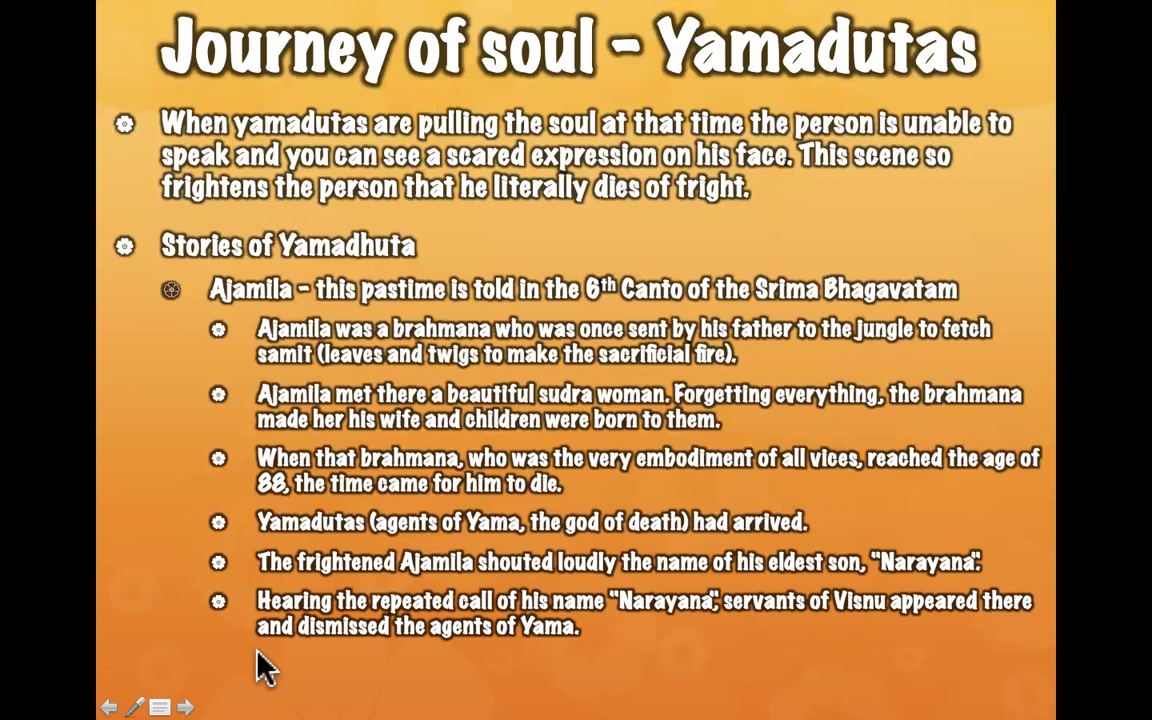 Journey of soul - Yamadutas
When yamadutas are pulling the soul at that time the person is unable to
speak and you can see a scared expression on his face. This scene so
frightens the person that he literally dies of fright.
Stories of Yamadhuta
Ajamila - this pastime is told in the 6th Canto of the Srima Bhagavatam
Ajamila was a brahmana who was once sent by his father to the jungle to fetch
samit (leaves and twigs to make the sacrificial fire).
Ajamila met there a beautiful sudra woman. Forgetting everything, the brahmana
made her his wife and children were born to them.
When that brahmana, who was the very embodiment of all vices, reached the age of
88, the time came for him to die.
Yamadutas (agents of Yama, the god of death) had arrived.
The frightened Ajamila shouted loudly the name of his eldest son, "Narayana".
Hearing the repeated call of his name "Narayana", servants of Visnu appeared there
and dismissed the agents of Yama.